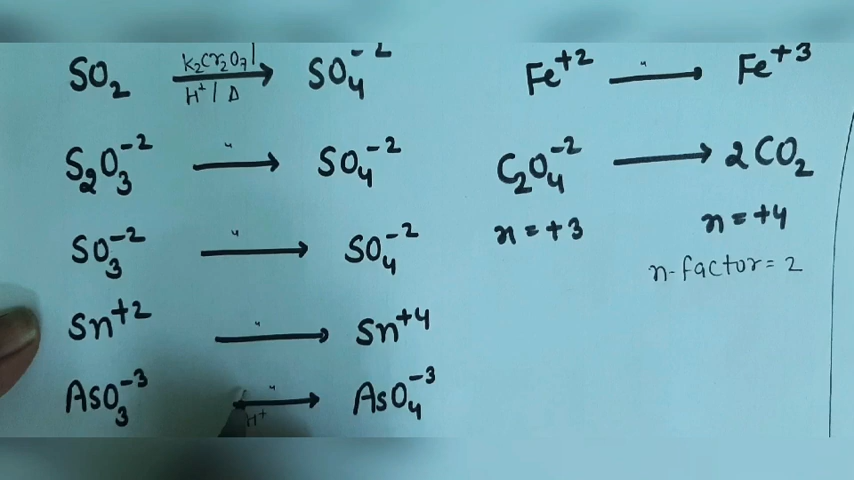 SO₂ K₂Cr₂O₇| H⁺ | Δ ⟶ SO₄⁻²
S₂O₃⁻² 〃 ⟶ SO₄⁻²
SO₃⁻² 〃 ⟶ SO₄⁻²
Sn⁺² 〃 ⟶ Sn⁺⁴
AsO₃⁻³ 〃 H⁺ ⟶ AsO₄⁻³
Fe⁺² 〃 ⟶ Fe⁺³
C₂O₄⁻² ⟶ 2CO₂
x = +3 x = +4
n-factor = 2